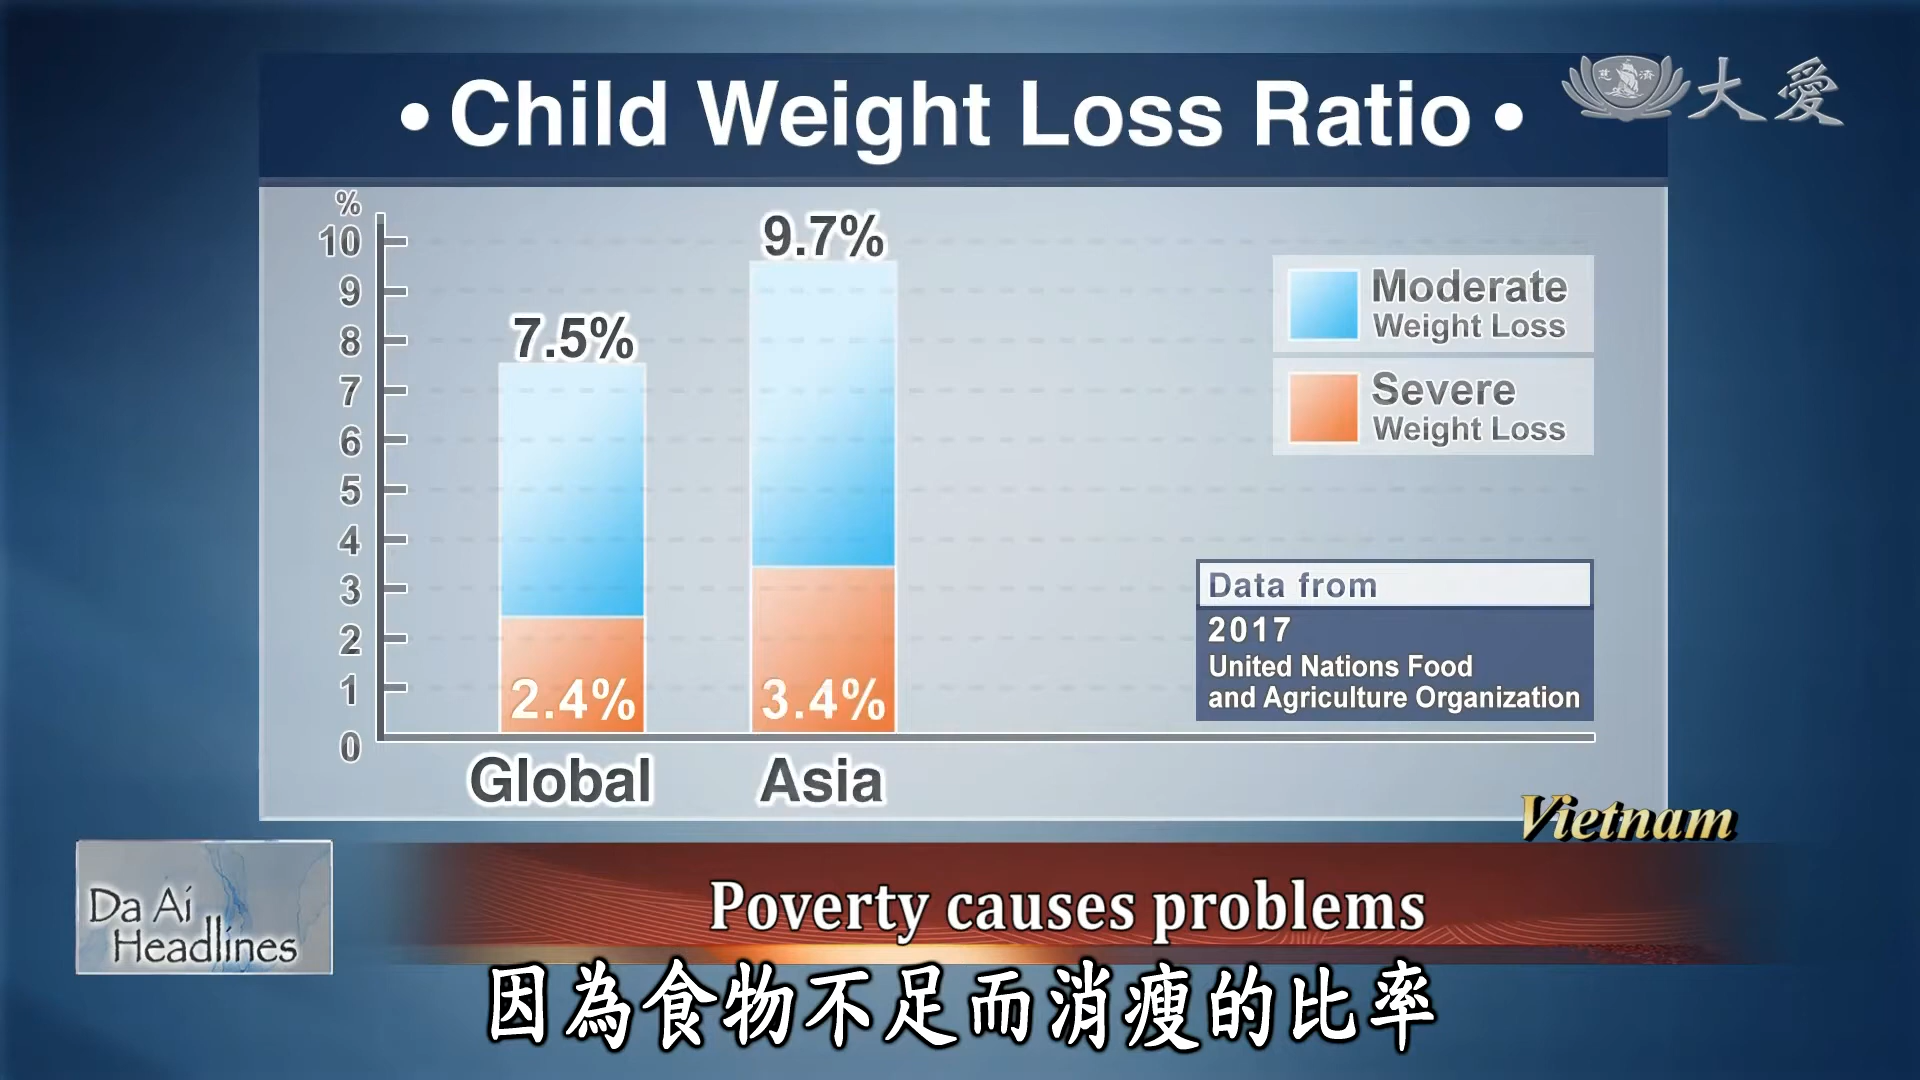 • Child Weight Loss Ratio •
慈濟
大愛
%
10
9
8
7
6
5
4
3
2
1
0
7.5%
2.4%
9.7%
3.4%
Global
Asia
Moderate
Weight Loss
Severe
Weight Loss
Data from
2017
United Nations Food
and Agriculture Organization
Vietnam
Da Ai
Headlines
Poverty causes problems
因為食物不足而消瘦的比率